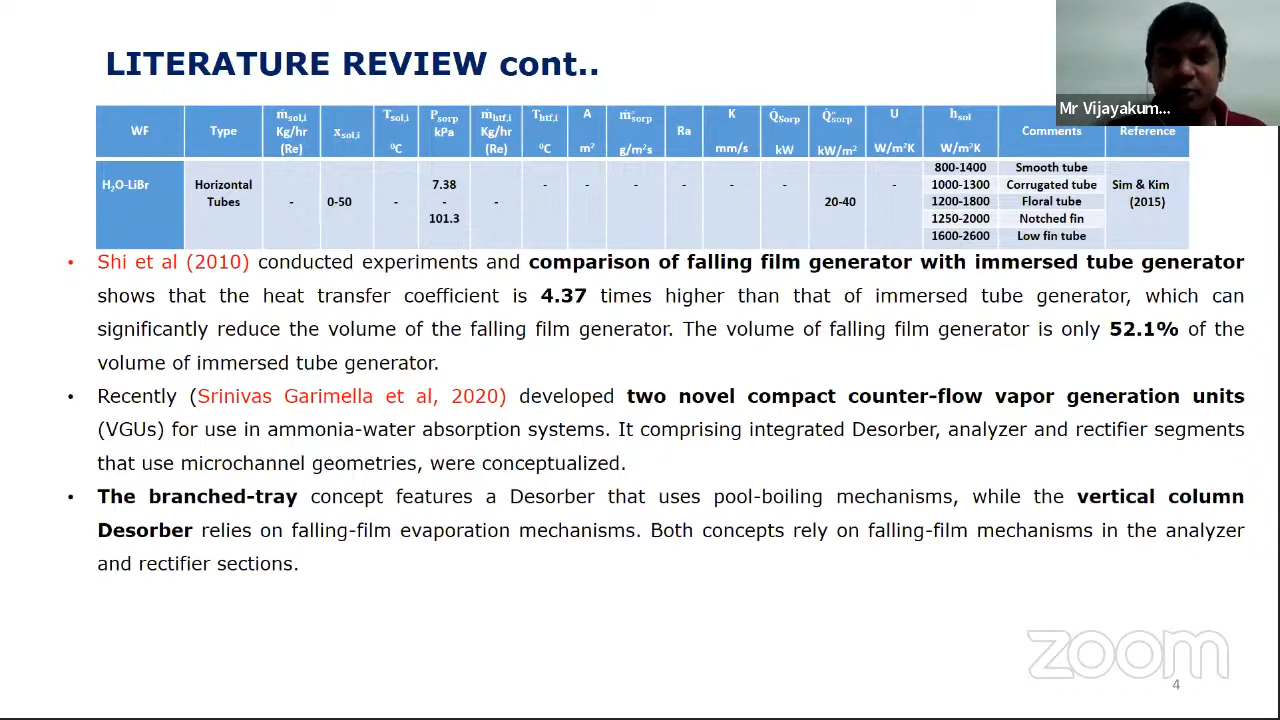 LITERATURE REVIEW cont..
Mr Vijayakum...
WF Type ṁsol,i Kg/hr (Re) xsol,i Tsol,i ⁰C Psorp kPa ṁhtf,i Kg/hr (Re) Thtf,i ⁰C A m² ṁ″sorp g/m²s Ra K mm/s Q̇Sorp kW Q̇″sorp kW/m² U W/m²K hsol W/m²K Comments Reference
800-1400 Smooth tube
H₂O-LiBr Horizontal 7.38 - - - - - - - 1000-1300 Corrugated tube Sim & Kim
Tubes - 0-50 - - - 20-40 1200-1800 Floral tube (2015)
101.3 1250-2000 Notched fin
1600-2600 Low fin tube
• Shi et al (2010) conducted experiments and comparison of falling film generator with immersed tube generator
shows that the heat transfer coefficient is 4.37 times higher than that of immersed tube generator, which can
significantly reduce the volume of the falling film generator. The volume of falling film generator is only 52.1% of the
volume of immersed tube generator.
• Recently (Srinivas Garimella et al, 2020) developed two novel compact counter-flow vapor generation units
(VGUs) for use in ammonia-water absorption systems. It comprising integrated Desorber, analyzer and rectifier segments
that use microchannel geometries, were conceptualized.
• The branched-tray concept features a Desorber that uses pool-boiling mechanisms, while the vertical column
Desorber relies on falling-film evaporation mechanisms. Both concepts rely on falling-film mechanisms in the analyzer
and rectifier sections.
zoom
4